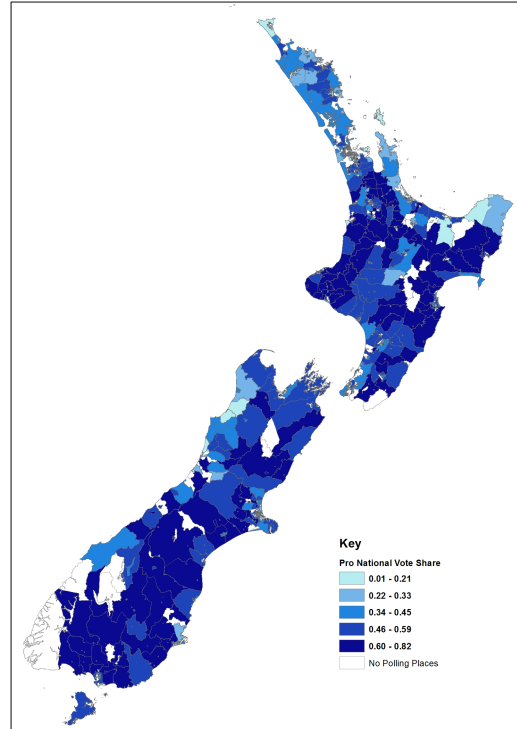 Key
Pro National Vote Share
0.01 - 0.21
0.22 - 0.33
0.34 - 0.45
0.46 - 0.59
0.60 - 0.82
No Polling Places